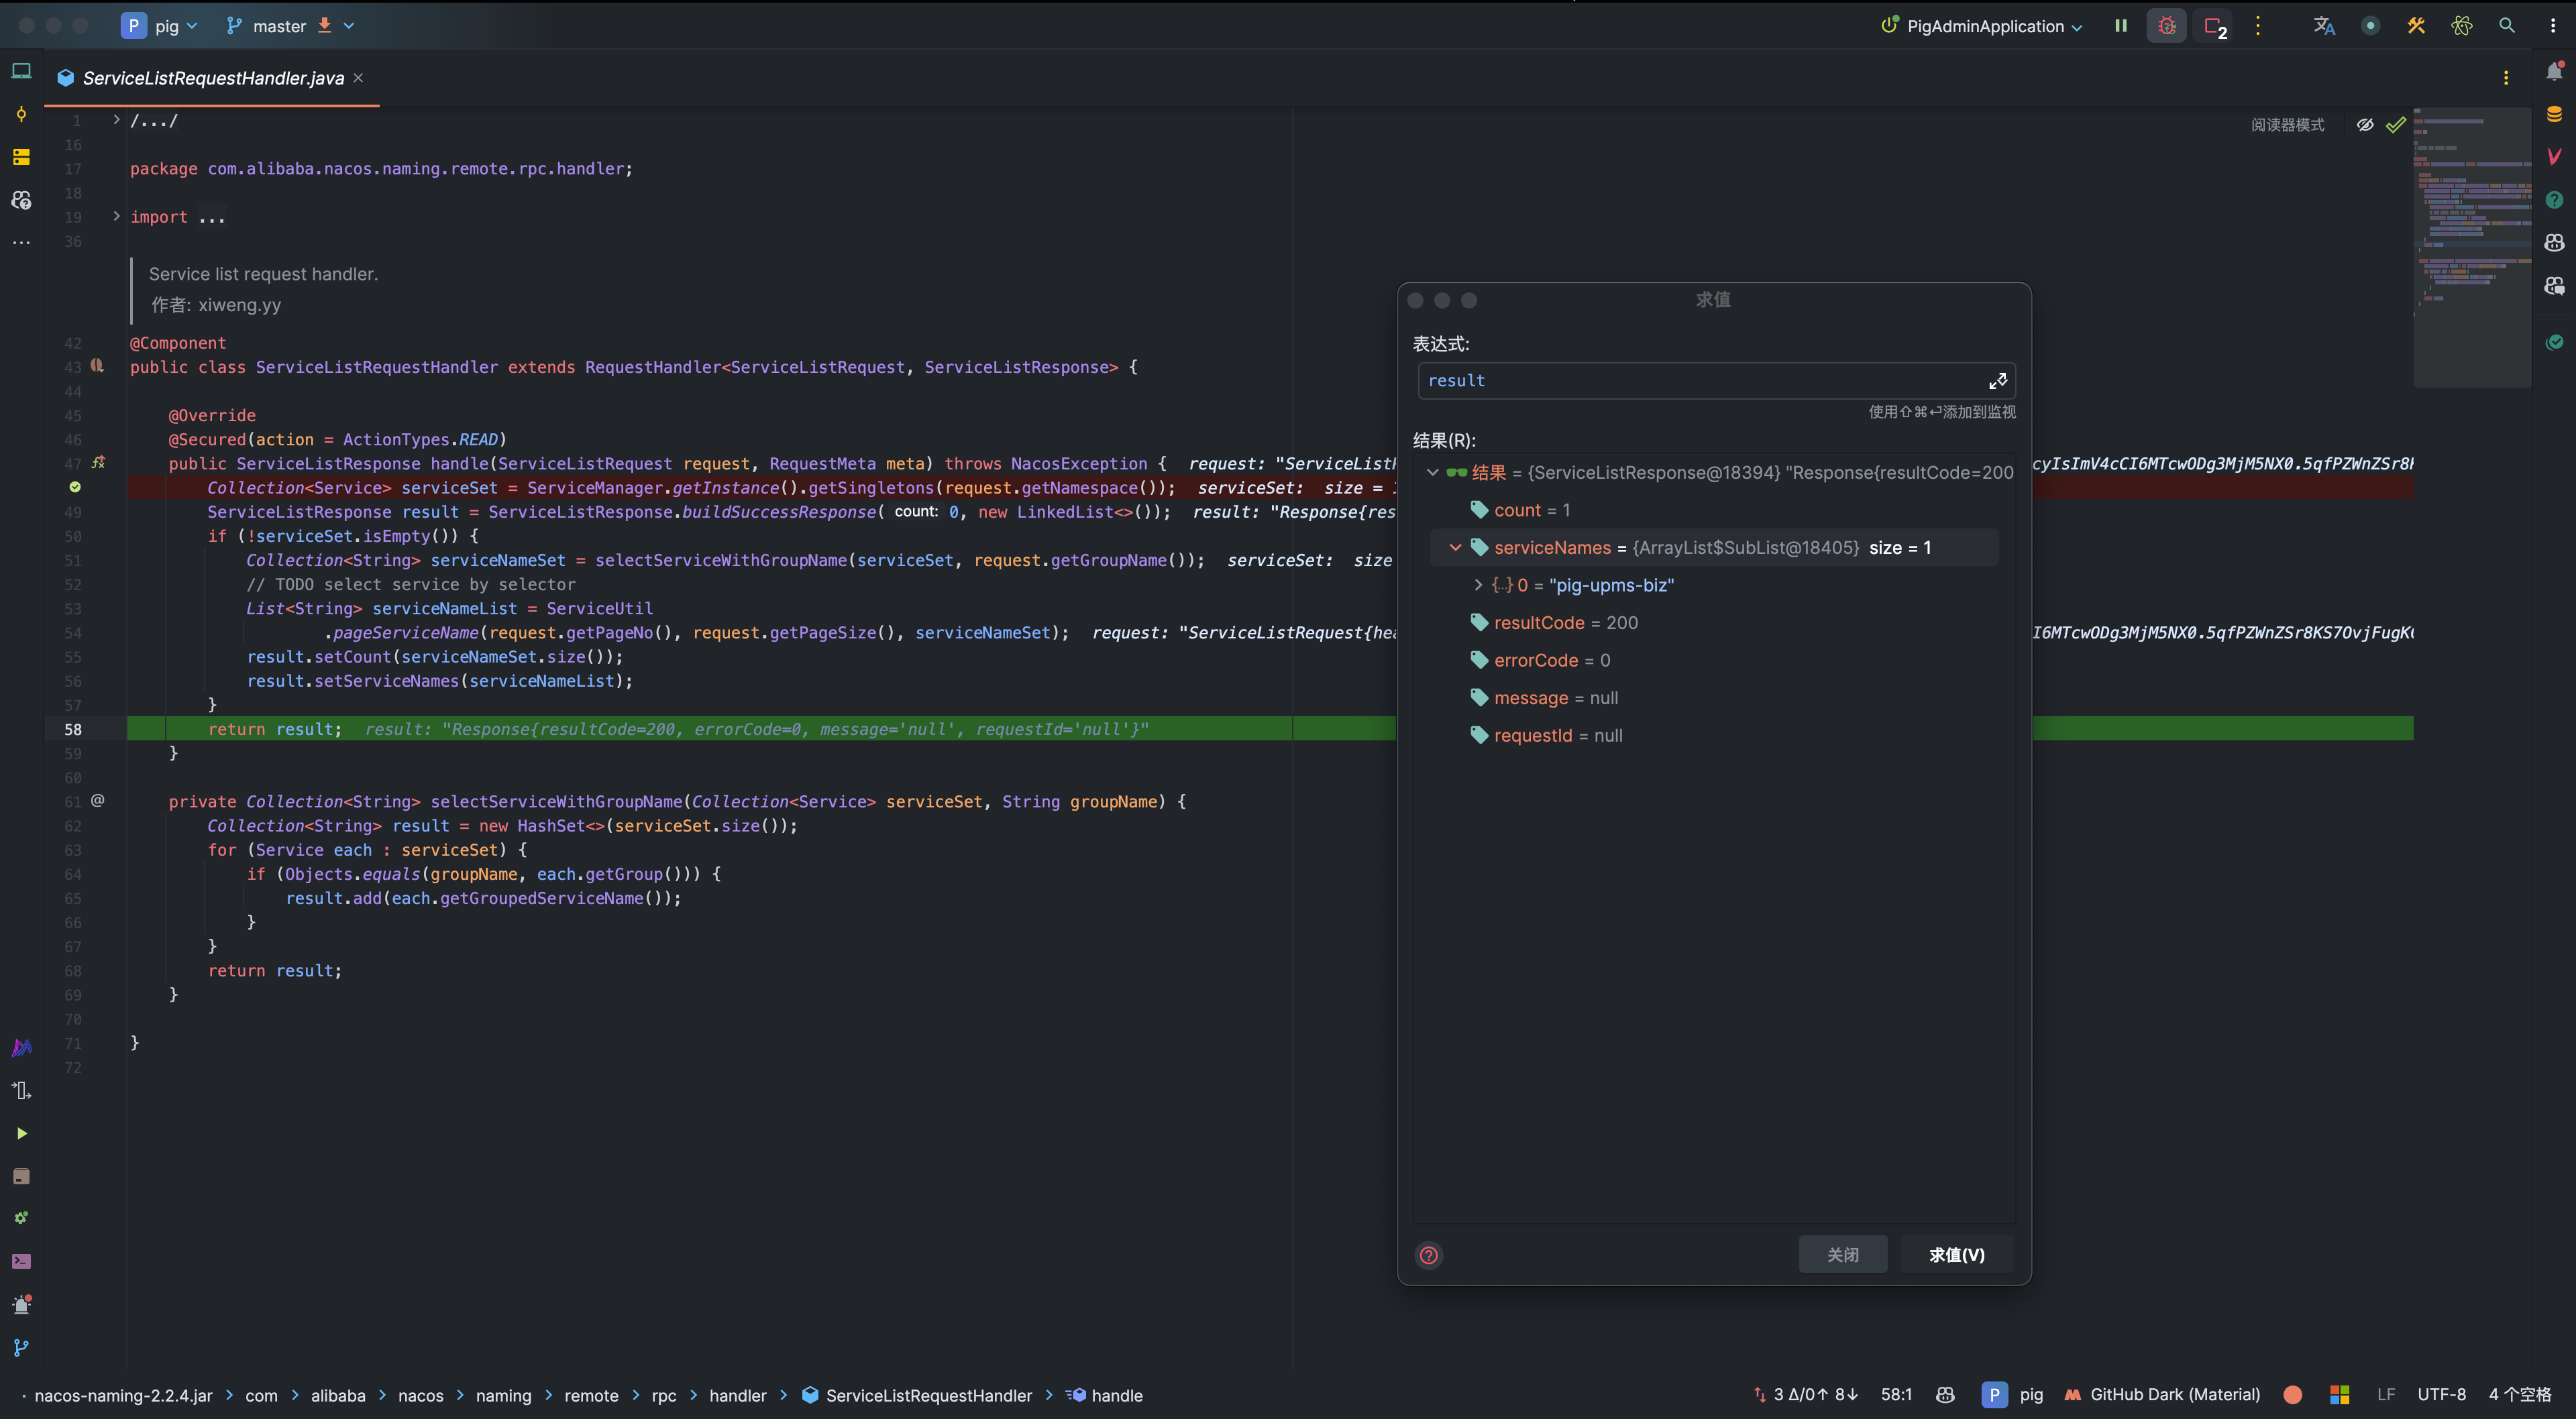 P pig master PigAdminApplication 2
ServiceListRequestHandler.java
阅读器模式
1 /.../
16
17 package com.alibaba.nacos.naming.remote.rpc.handler;
18
19 import ...
36
Service list request handler.
作者: xiweng.yy
42 @Component
43 public class ServiceListRequestHandler extends RequestHandler<ServiceListRequest, ServiceListResponse> {
44
45 @Override
46 @Secured(action = ActionTypes.READ)
47 public ServiceListResponse handle(ServiceListRequest request, RequestMeta meta) throws NacosException { request: "ServiceListR
Collection<Service> serviceSet = ServiceManager.getInstance().getSingletons(request.getNamespace()); serviceSet: size =
49 ServiceListResponse result = ServiceListResponse.buildSuccessResponse( count: 0, new LinkedList<>()); result: "Response{res
50 if (!serviceSet.isEmpty()) {
51 Collection<String> serviceNameSet = selectServiceWithGroupName(serviceSet, request.getGroupName()); serviceSet: size
52 // TODO select service by selector
53 List<String> serviceNameList = ServiceUtil
54 .pageServiceName(request.getPageNo(), request.getPageSize(), serviceNameSet); request: "ServiceListRequest{hea
55 result.setCount(serviceNameSet.size());
56 result.setServiceNames(serviceNameList);
57 }
58 return result; result: "Response{resultCode=200, errorCode=0, message='null', requestId='null'}"
59 }
60
61 private Collection<String> selectServiceWithGroupName(Collection<Service> serviceSet, String groupName) {
62 Collection<String> result = new HashSet<>(serviceSet.size());
63 for (Service each : serviceSet) {
64 if (Objects.equals(groupName, each.getGroup())) {
65 result.add(each.getGroupedServiceName());
66 }
67 }
68 return result;
69 }
70
71 }
72
求值
表达式:
result
使用⇧⌘⏎添加到监视
结果(R):
结果 = {ServiceListResponse@18394} "Response{resultCode=200
count = 1
serviceNames = {ArrayList$SubList@18405} size = 1
{...} 0 = "pig-upms-biz"
resultCode = 200
errorCode = 0
message = null
requestId = null
关闭 求值(V)
nacos-naming-2.2.4.jar com alibaba nacos naming remote rpc handler ServiceListRequestHandler handle
3 Δ/0↑ 8↓ 58:1 P pig GitHub Dark (Material) LF UTF-8 4 个空格